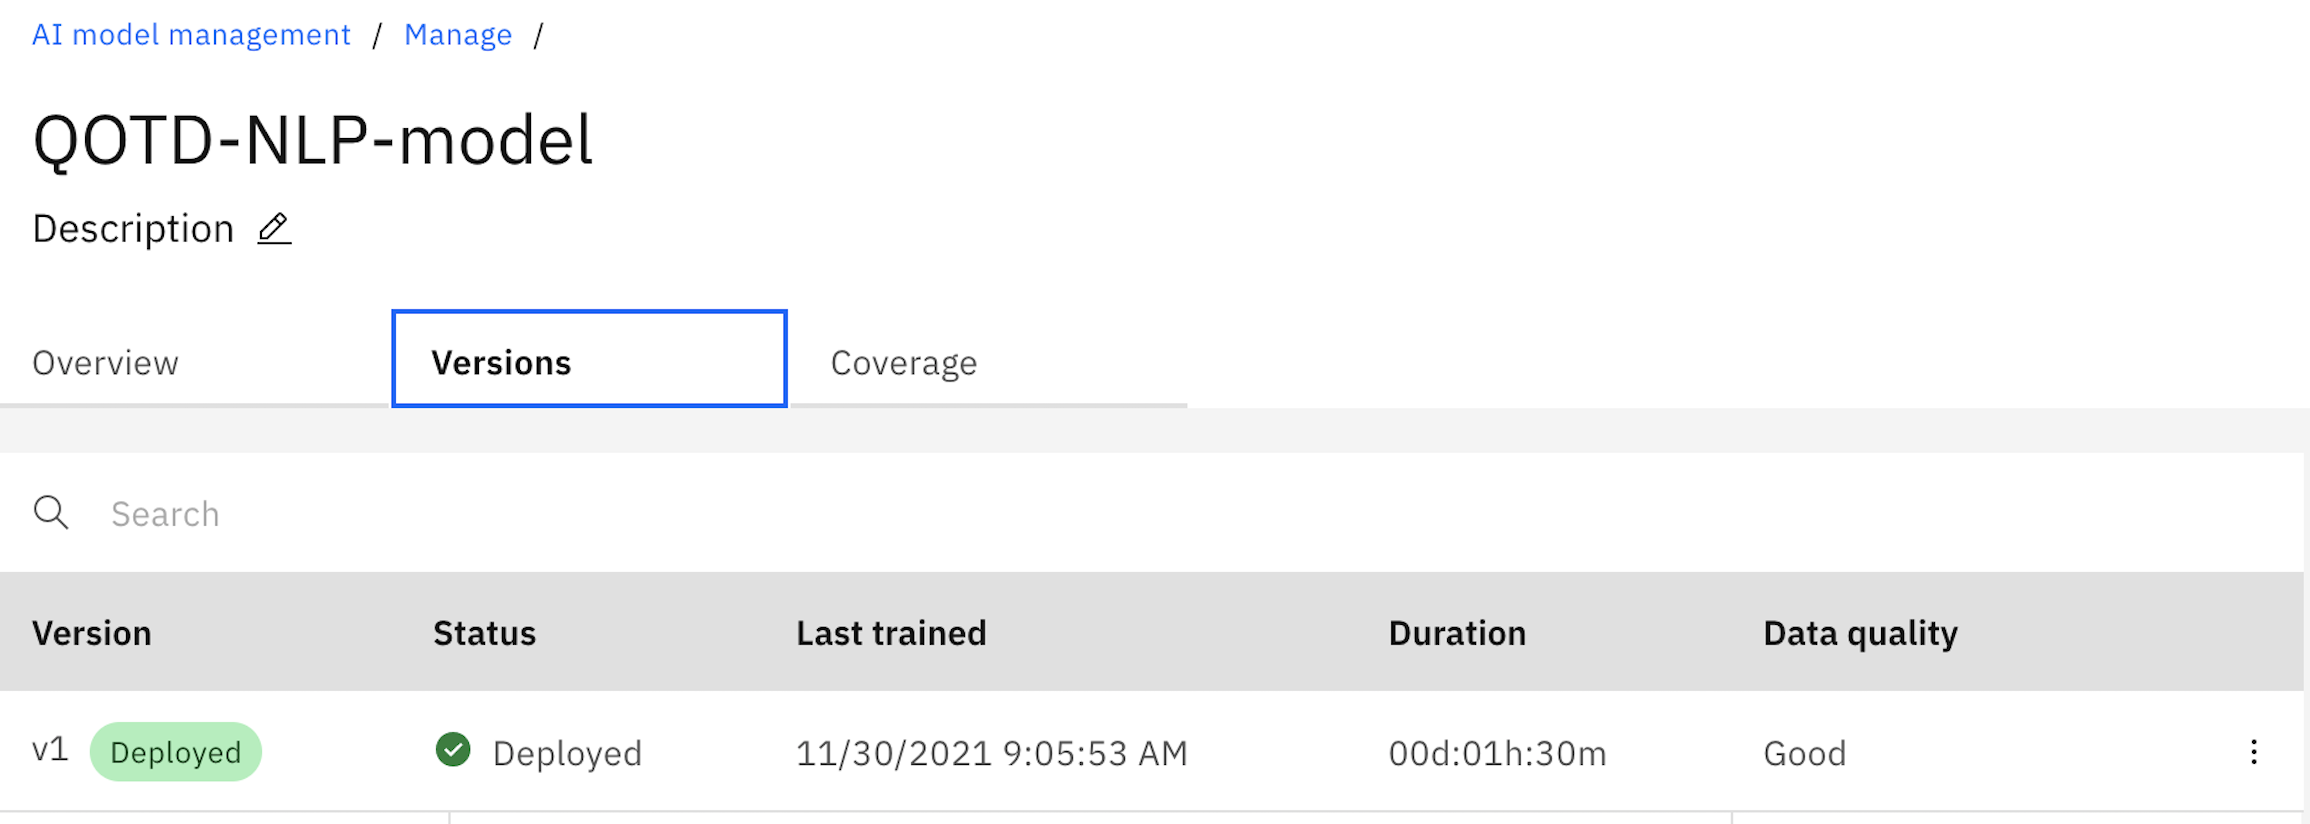 AI model management / Manage /
QOTD-NLP-model
Description
Overview Versions Coverage
Search
Version Status Last trained Duration Data quality
v1 Deployed Deployed 11/30/2021 9:05:53 AM 00d:01h:30m Good